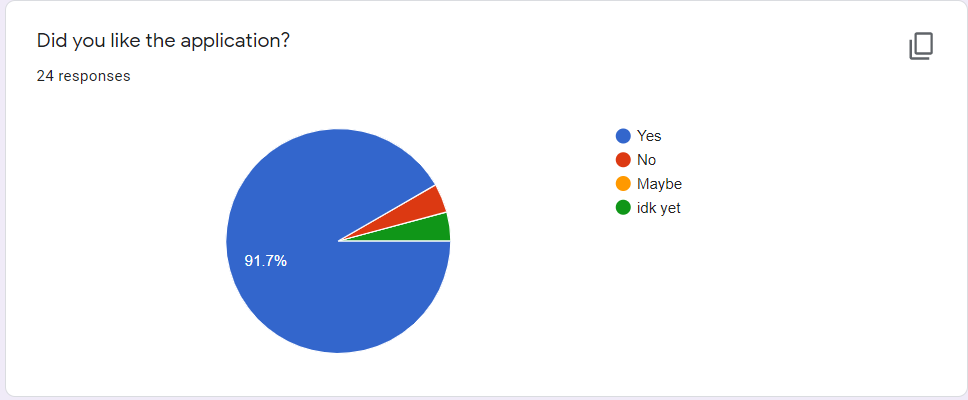 Did you like the application?
24 responses
91.7%
Yes
No
Maybe
idk yet